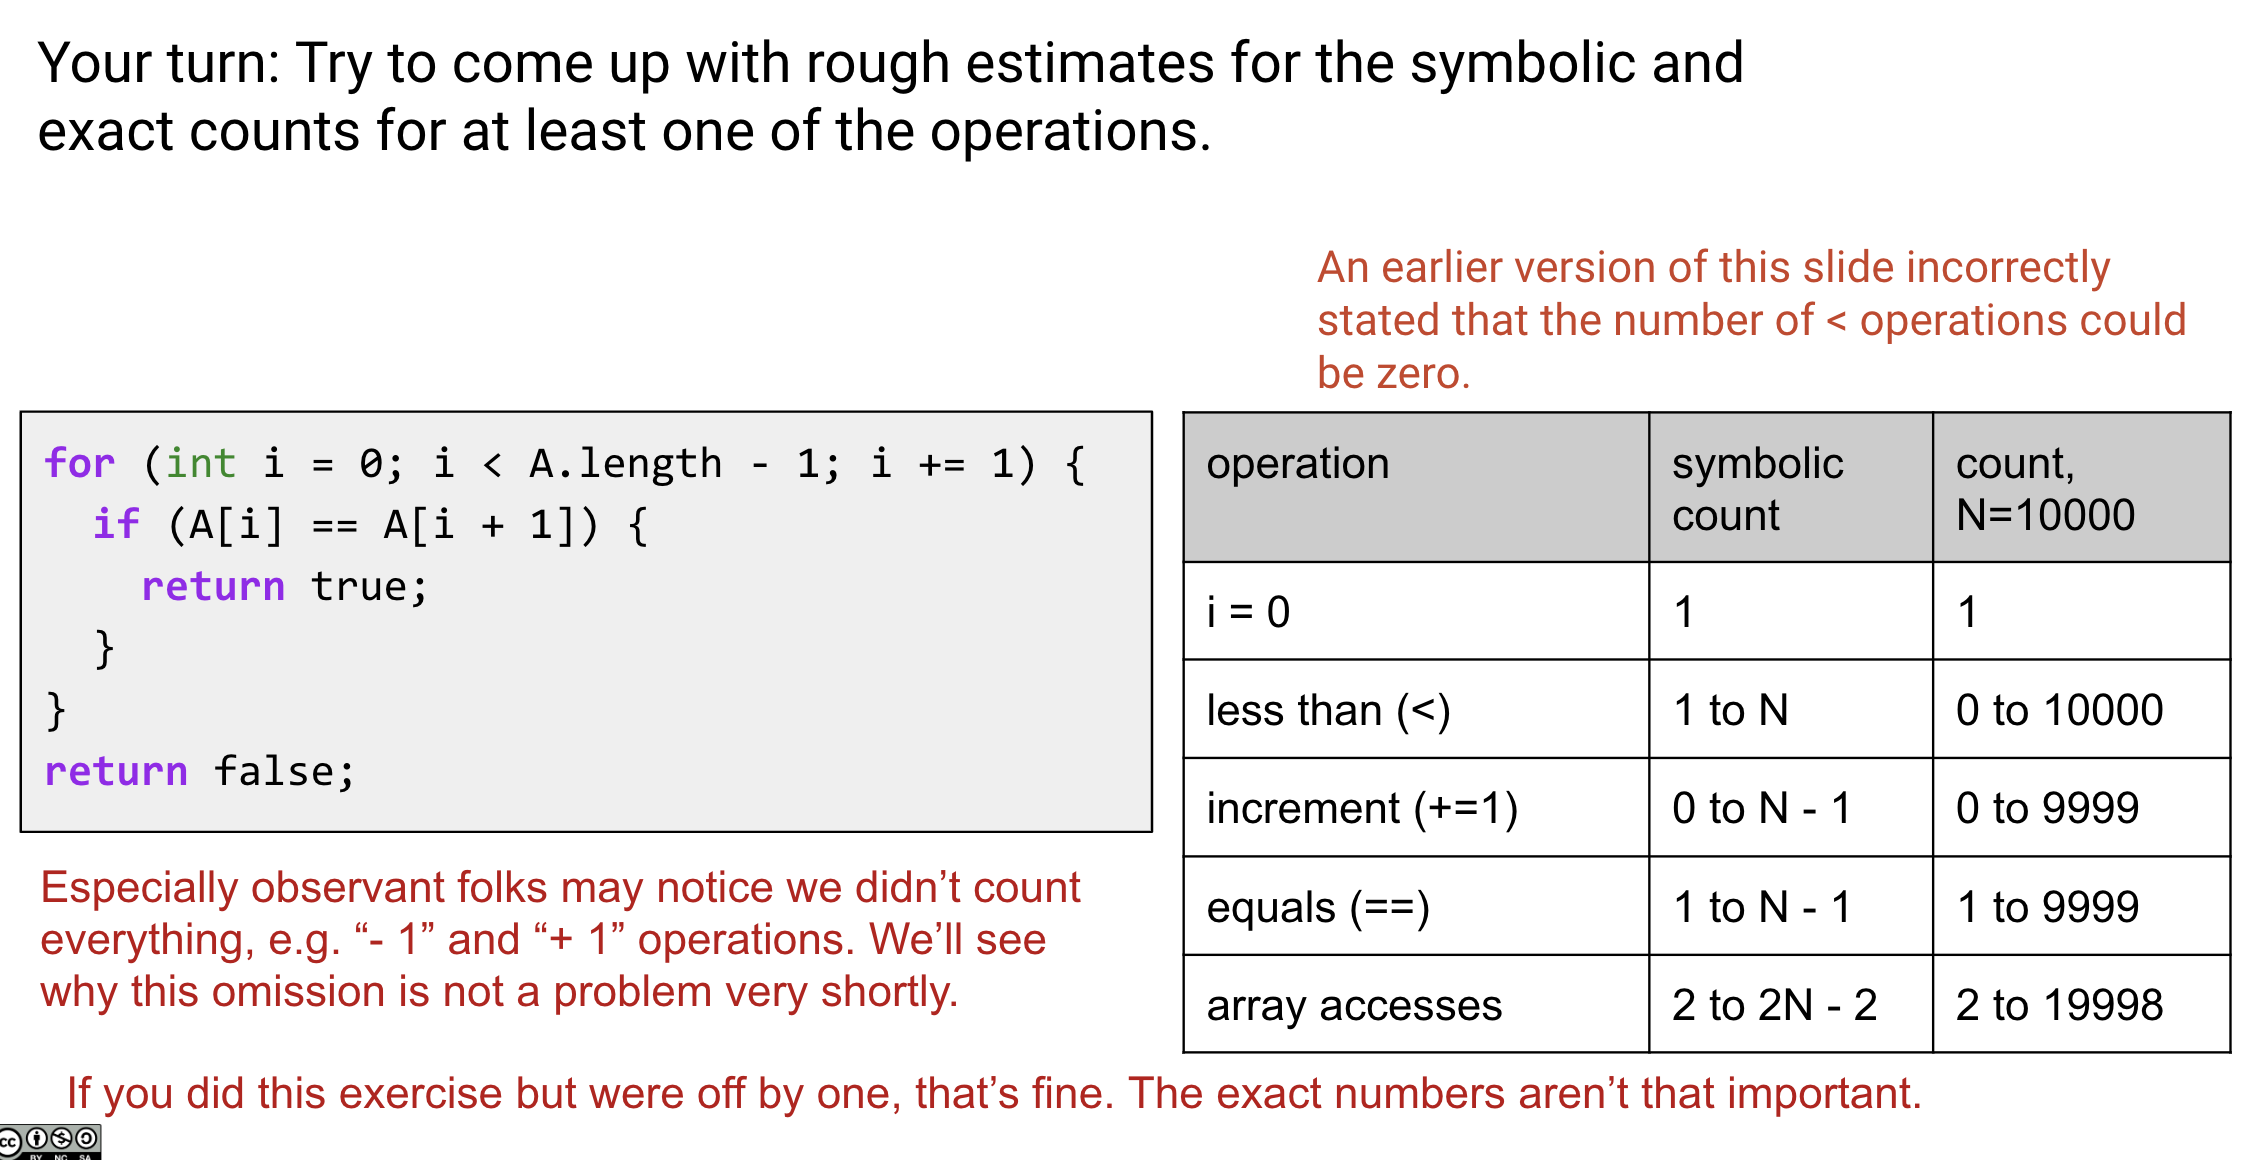 Your turn: Try to come up with rough estimates for the symbolic and
exact counts for at least one of the operations.
An earlier version of this slide incorrectly
stated that the number of < operations could
be zero.
for (int i = 0; i < A.length - 1; i += 1) {
  if (A[i] == A[i + 1]) {
    return true;
  }
}
return false;
operation symbolic count count, N=10000
i = 0 1 1
less than (<) 1 to N 0 to 10000
increment (+=1) 0 to N - 1 0 to 9999
equals (==) 1 to N - 1 1 to 9999
array accesses 2 to 2N - 2 2 to 19998
Especially observant folks may notice we didn’t count
everything, e.g. “- 1” and “+ 1” operations. We’ll see
why this omission is not a problem very shortly.
If you did this exercise but were off by one, that’s fine. The exact numbers aren’t that important.
cc
BY NC SA